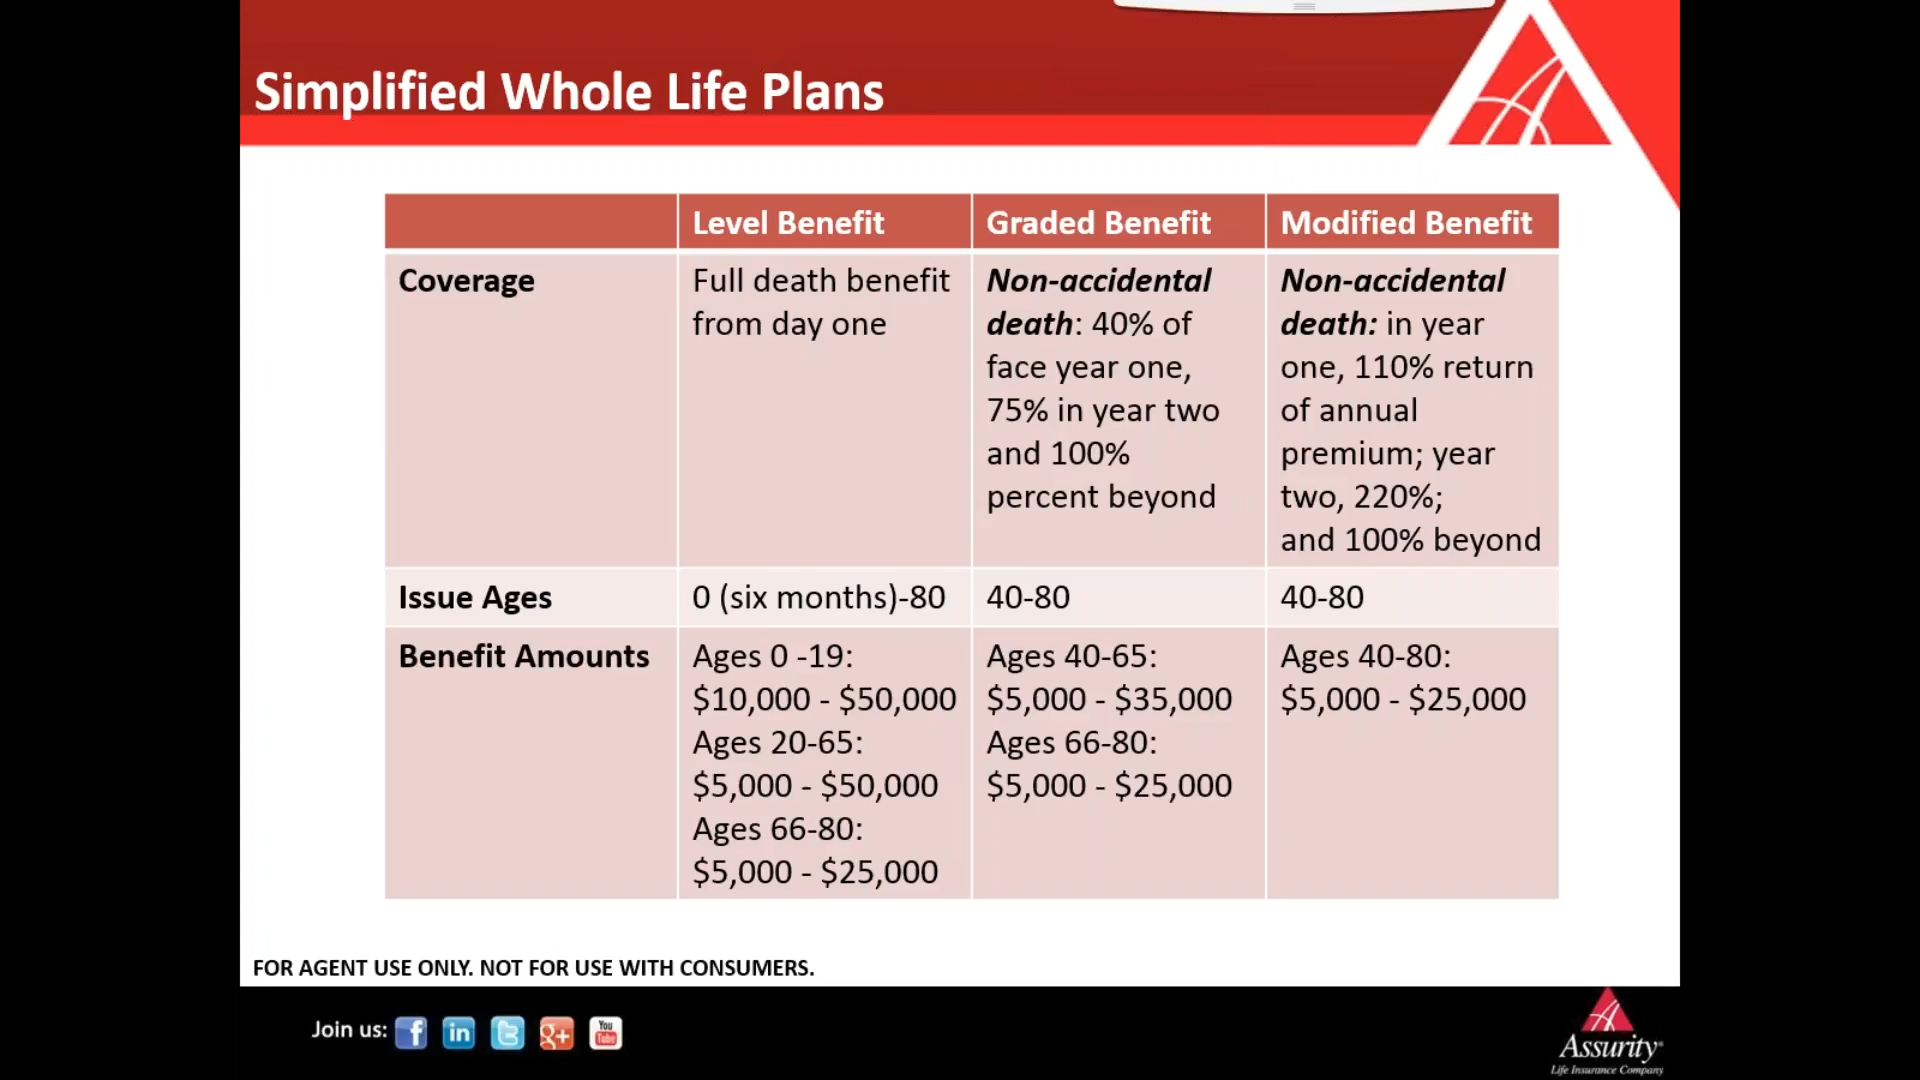 Simplified Whole Life Plans
Level Benefit
Graded Benefit
Modified Benefit
Coverage
Full death benefit
from day one
Non-accidental
death: 40% of
face year one,
75% in year two
and 100%
percent beyond
Non-accidental
death: in year
one, 110% return
of annual
premium; year
two, 220%;
and 100% beyond
Issue Ages
0 (six months)-80
40-80
40-80
Benefit Amounts
Ages 0 -19:
$10,000 - $50,000
Ages 20-65:
$5,000 - $50,000
Ages 66-80:
$5,000 - $25,000
Ages 40-65:
$5,000 - $35,000
Ages 66-80:
$5,000 - $25,000
Ages 40-80:
$5,000 - $25,000
FOR AGENT USE ONLY. NOT FOR USE WITH CONSUMERS.
Join us:
f
in
t
g+
You
Tube
Assurity
Life Insurance Company